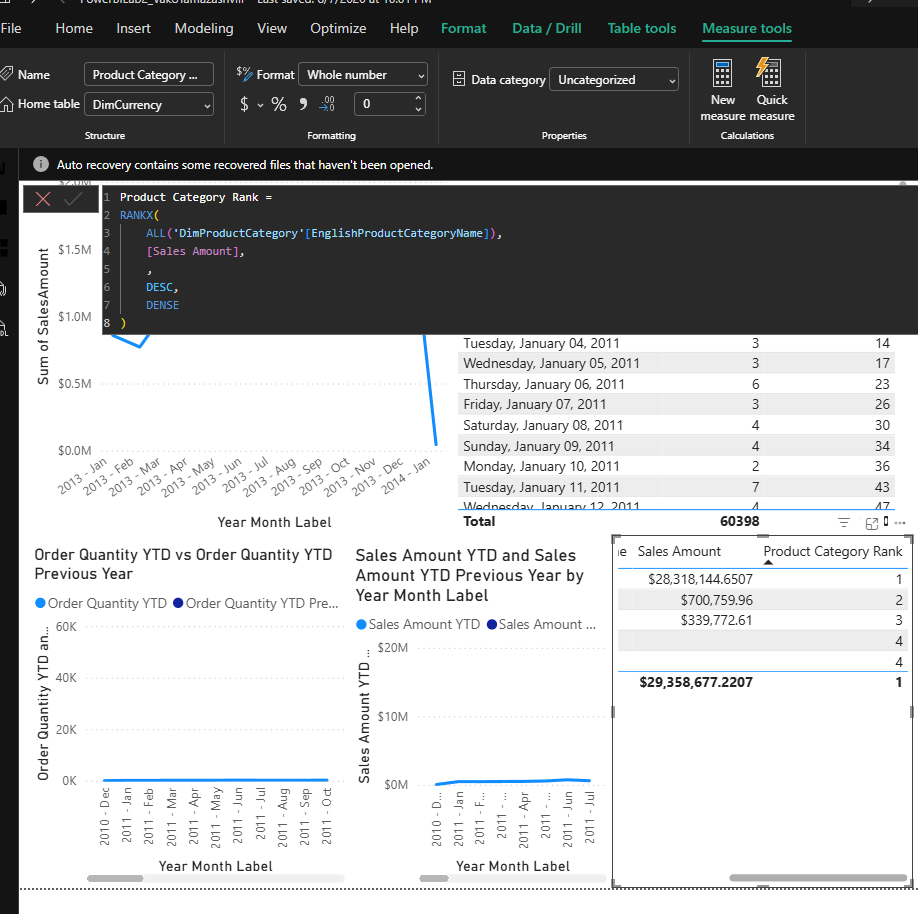 Last saved: 6/7/2026 at 10:01 PM
File Home Insert Modeling View Optimize Help Format Data / Drill Table tools Measure tools
Name Product Category ...
Home table DimCurrency
Structure
Format Whole number
$ % 9 .00 0
Formatting
Data category Uncategorized
Properties
New measure
Quick measure
Calculations
Auto recovery contains some recovered files that haven't been opened.
1 Product Category Rank =
2 RANKX(
3 ALL('DimProductCategory'[EnglishProductCategoryName]),
4 [Sales Amount],
5 ,
6 DESC,
7 DENSE
8 )
$2.0M
$1.5M
$1.0M
$0.5M
$0.0M
Sum of SalesAmount
2013 - Jan
2013 - Feb
2013 - Mar
2013 - Apr
2013 - May
2013 - Jun
2013 - Jul
2013 - Aug
2013 - Sep
2013 - Oct
2013 - Nov
2013 - Dec
2014 - Jan
Year Month Label
Tuesday, January 04, 2011 3 14
Wednesday, January 05, 2011 3 17
Thursday, January 06, 2011 6 23
Friday, January 07, 2011 3 26
Saturday, January 08, 2011 4 30
Sunday, January 09, 2011 4 34
Monday, January 10, 2011 2 36
Tuesday, January 11, 2011 7 43
Wednesday, January 12, 2011 4 47
Total 60398
Order Quantity YTD vs Order Quantity YTD
Previous Year
Order Quantity YTD Order Quantity YTD Pre...
60K
40K
20K
0K
Order Quantity YTD an...
2010 - Dec
2011 - Jan
2011 - Feb
2011 - Mar
2011 - Apr
2011 - May
2011 - Jun
2011 - Jul
2011 - Aug
2011 - Sep
2011 - Oct
Year Month Label
Sales Amount YTD and Sales
Amount YTD Previous Year by
Year Month Label
Sales Amount YTD Sales Amount ...
$20M
$10M
$0M
Sales Amount YTD ...
2010 - D...
2011 - Jan
2011 - F...
2011 - ...
2011 - Apr
2011 - ...
2011 - Jun
2011 - Jul
Year Month Label
e Sales Amount Product Category Rank
$28,318,144.6507 1
$700,759.96 2
$339,772.61 3
4
4
$29,358,677.2207 1